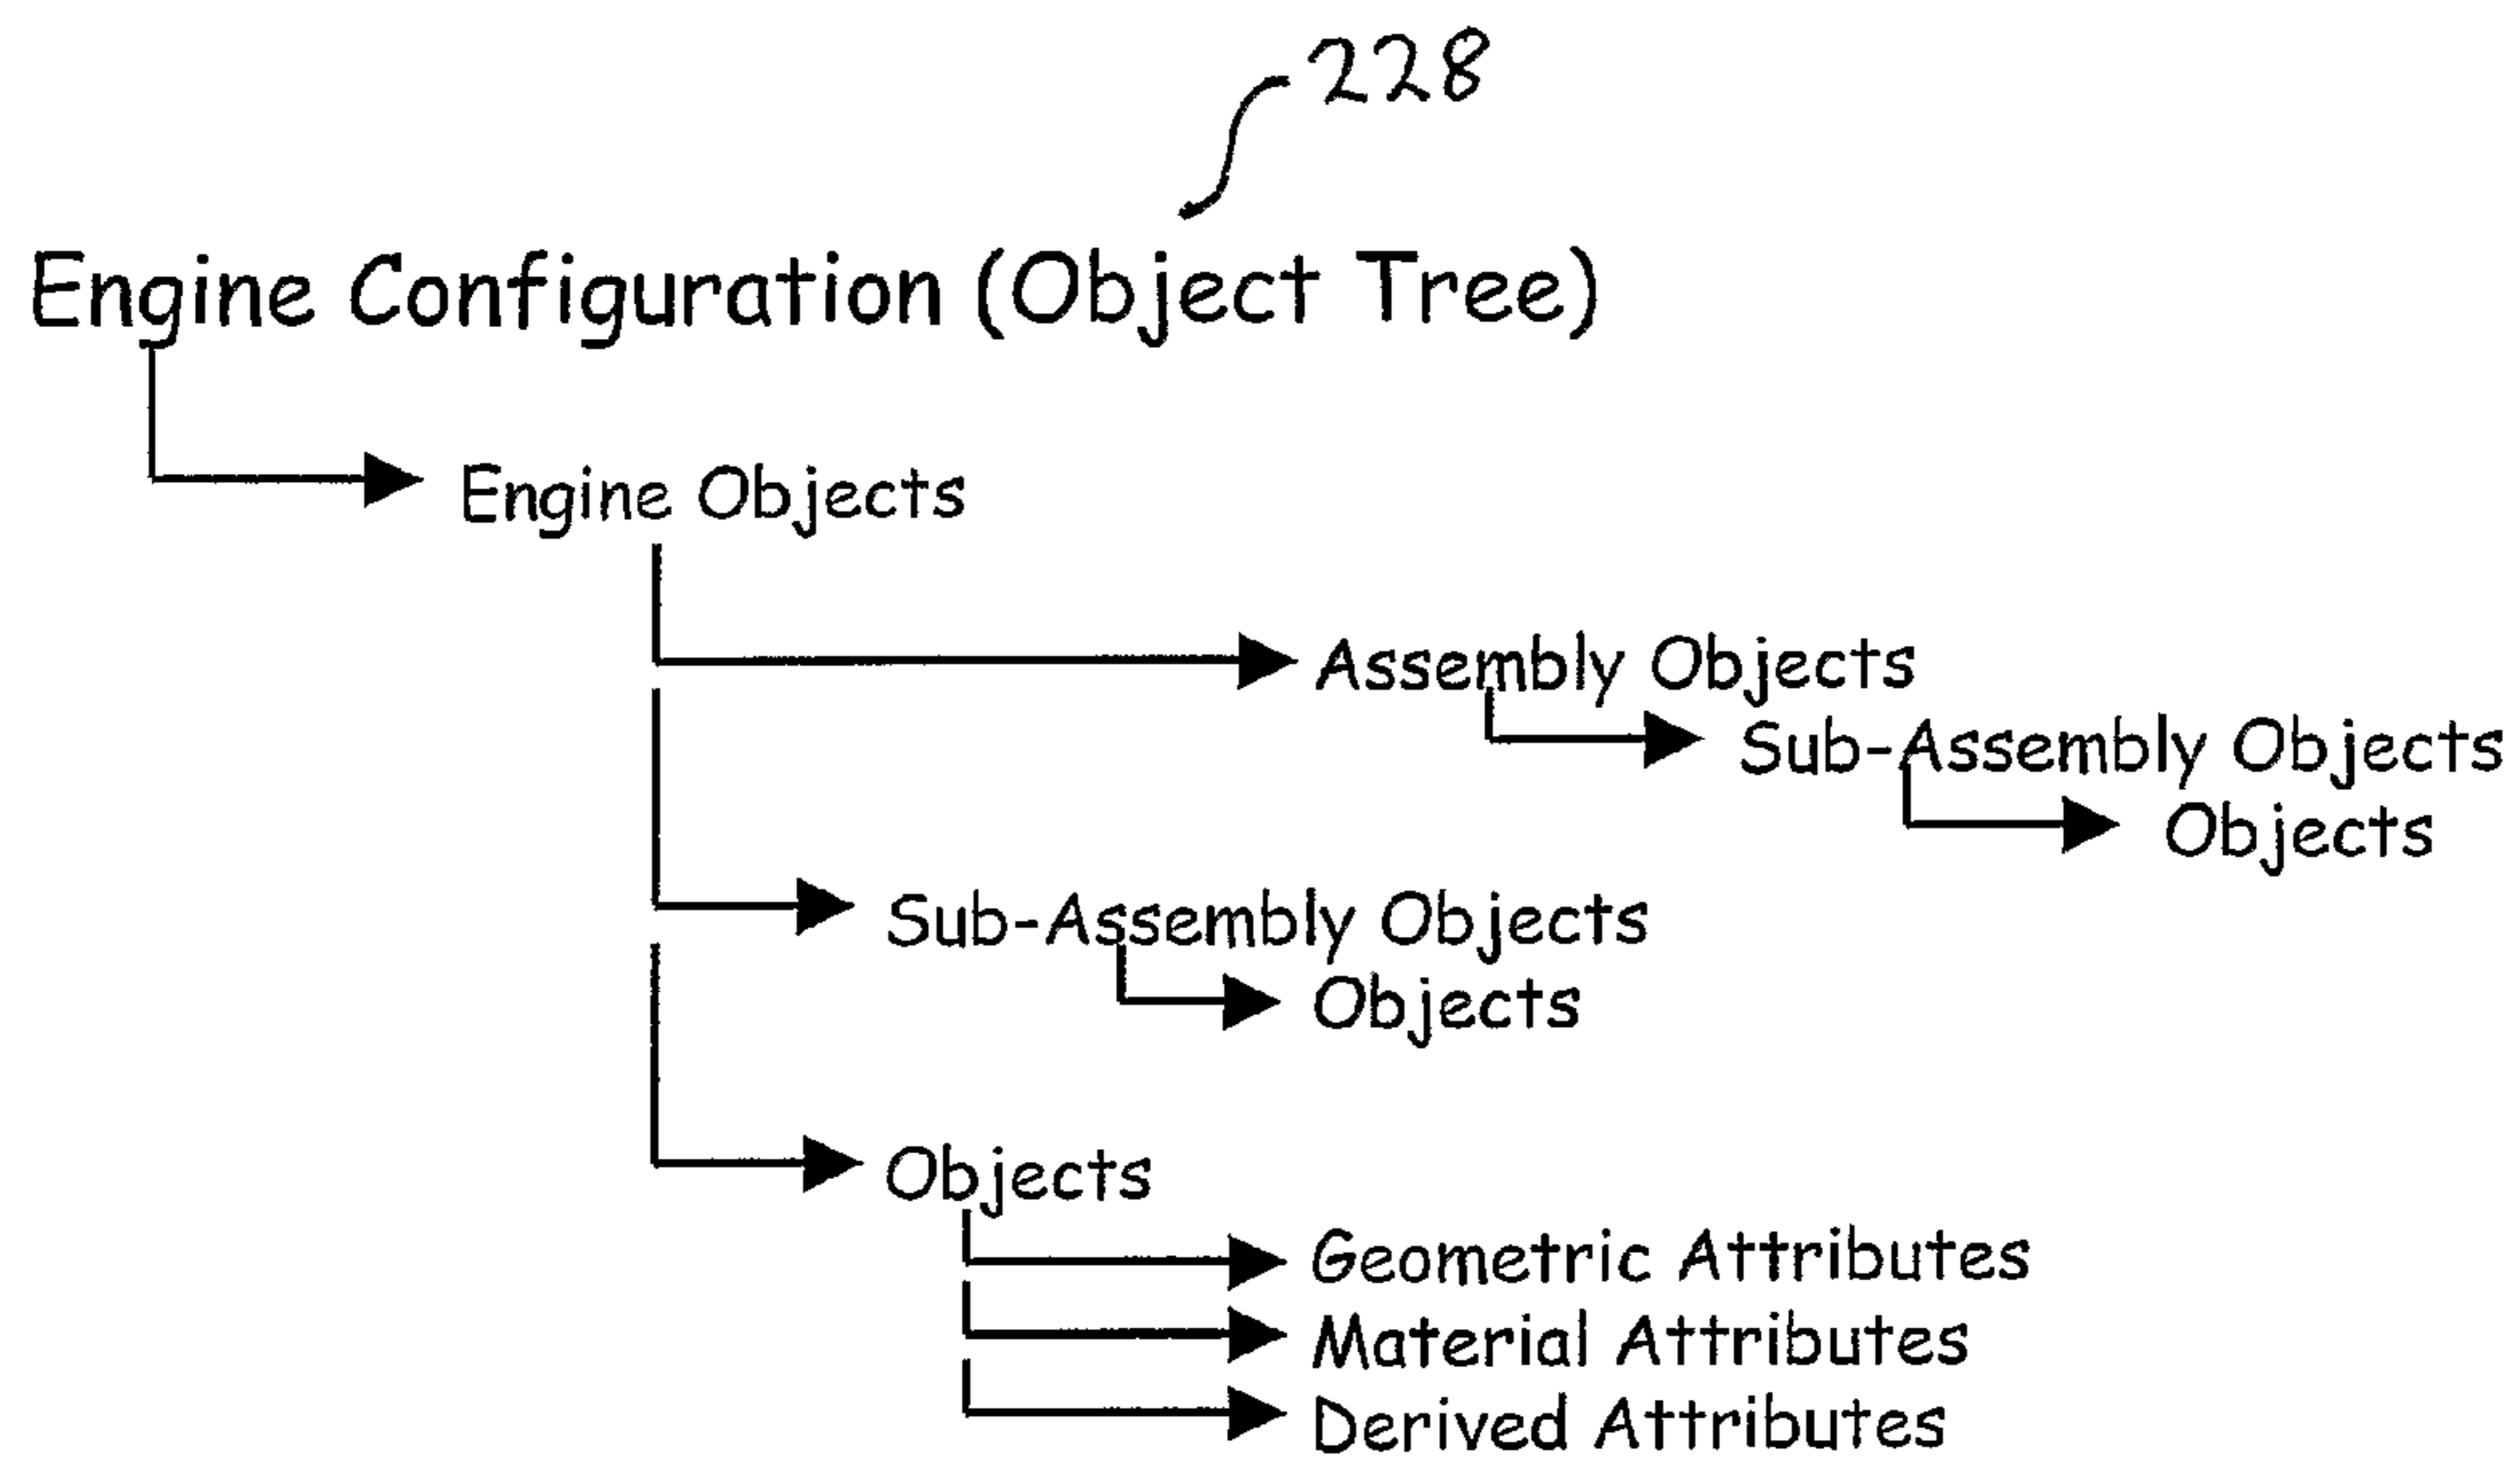 228
Engine Configuration (Object Tree)
Engine Objects
Assembly Objects
Sub-Assembly Objects
Objects
Sub-Assembly Objects
Objects
Objects
Geometric Attributes
Material Attributes
Derived Attributes